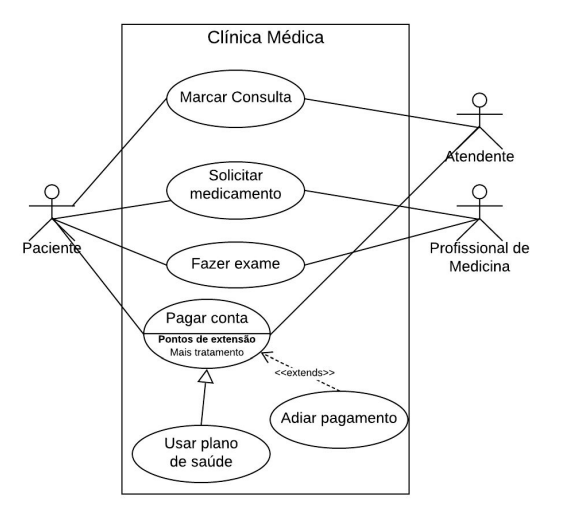 Clínica Médica
Marcar Consulta
Atendente
Solicitar
medicamento
Paciente
Profissional de
Medicina
Fazer exame
Pagar conta
Pontos de extensão
Mais tratamento
<<extends>>
Adiar pagamento
Usar plano
de saúde